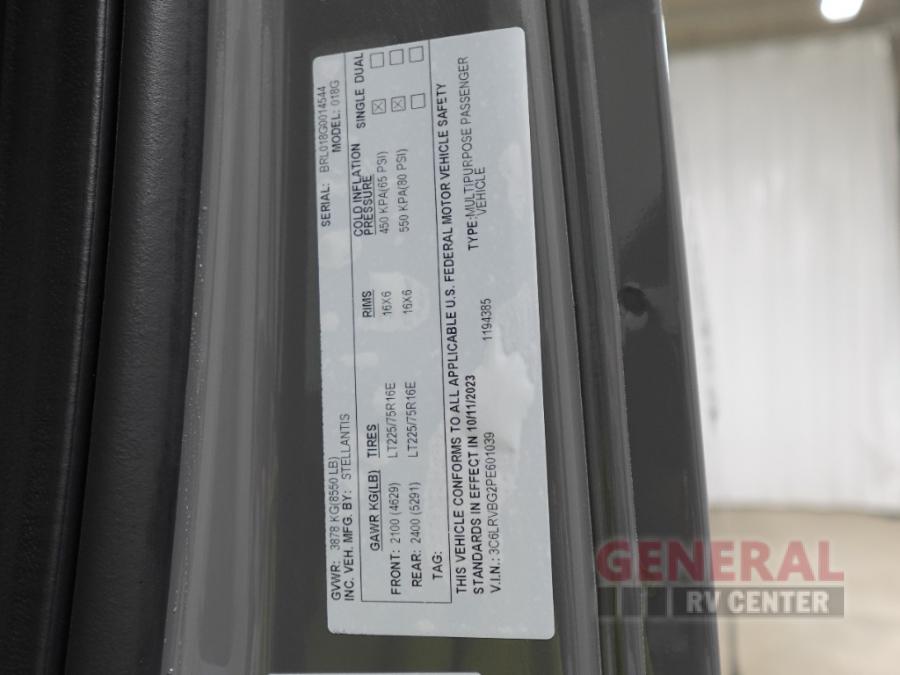 GVWR: 3878 KG(8550 LB) SERIAL: BRL018G0014544
INC. VEH. MFG. BY: STELLANTIS MODEL: 018G
GAWR KG(LB) TIRES RIMS COLD INFLATION PRESSURE SINGLE DUAL
FRONT: 2100 (4629) LT225/75R16E 16X6 450 KPA(65 PSI)
REAR: 2400 (5291) LT225/75R16E 16X6 550 KPA(80 PSI)
TAG:
THIS VEHICLE CONFORMS TO ALL APPLICABLE U.S. FEDERAL MOTOR VEHICLE SAFETY
STANDARDS IN EFFECT IN 10/11/2023 TYPE:MULTIPURPOSE PASSENGER
VEHICLE
V.I.N.: 3C6LRVBG2PE601039 1194385
GENERAL
RV CENTER